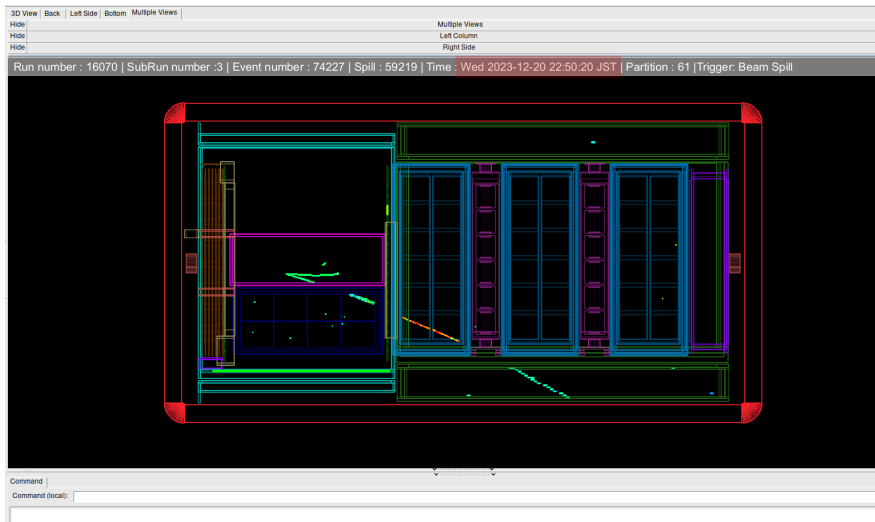 3D View Back Left Side Bottom Multiple Views
Hide Multiple Views
Hide Left Column
Hide Right Side
Run number : 16070 | SubRun number :3 | Event number : 74227 | Spill : 59219 | Time : Wed 2023-12-20 22:50:20 JST | Partition : 61 |Trigger: Beam Spill
Command
Command (local):